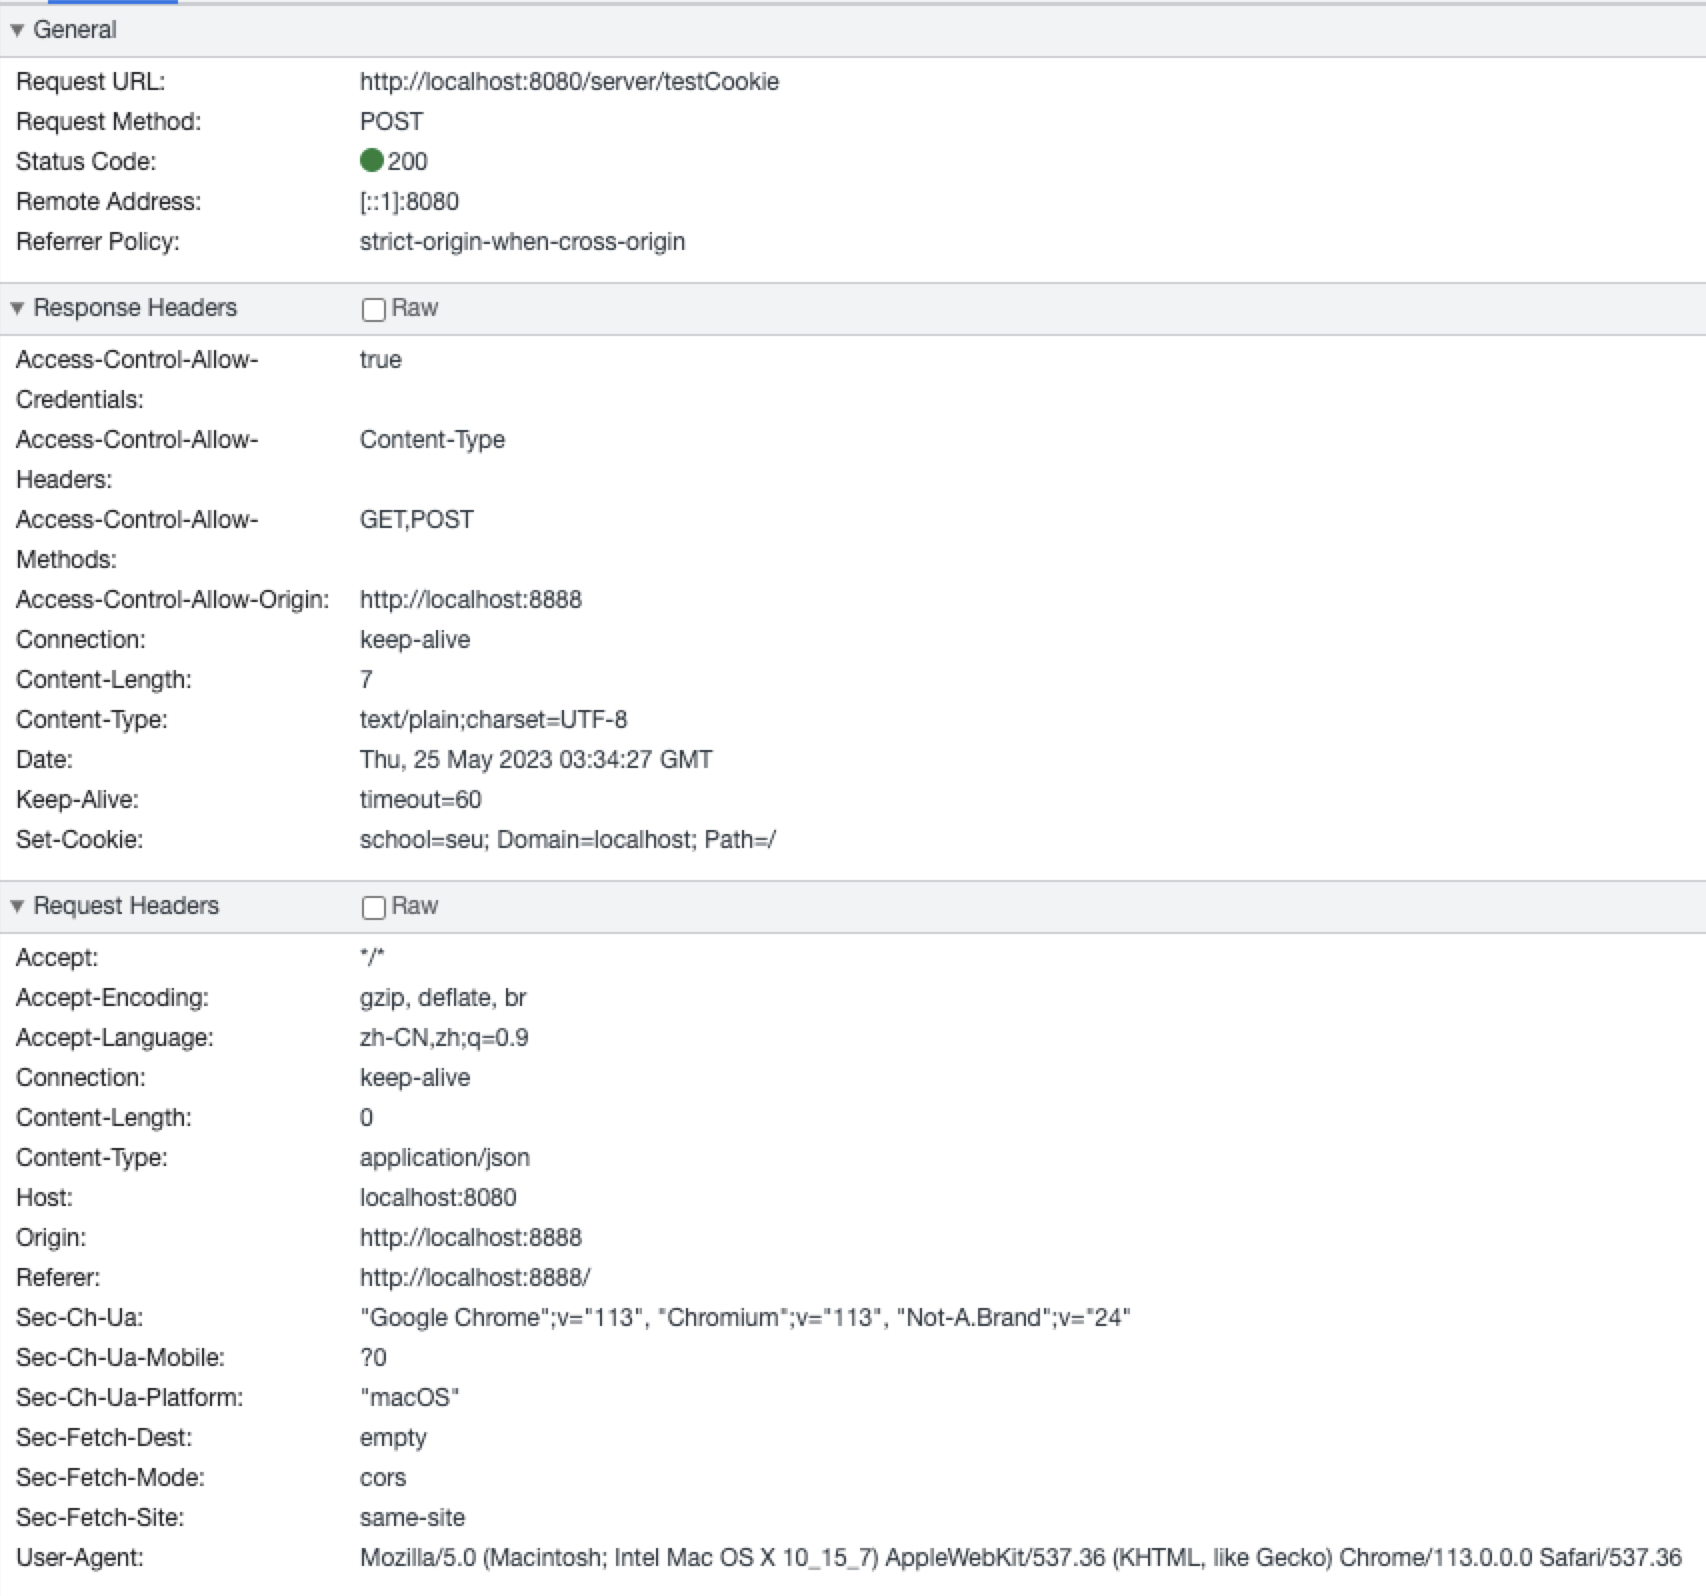 General
Request URL: http://localhost:8080/server/testCookie
Request Method: POST
Status Code: 200
Remote Address: [::1]:8080
Referrer Policy: strict-origin-when-cross-origin
Response Headers Raw
Access-Control-Allow- true
Credentials:
Access-Control-Allow- Content-Type
Headers:
Access-Control-Allow- GET,POST
Methods:
Access-Control-Allow-Origin: http://localhost:8888
Connection: keep-alive
Content-Length: 7
Content-Type: text/plain;charset=UTF-8
Date: Thu, 25 May 2023 03:34:27 GMT
Keep-Alive: timeout=60
Set-Cookie: school=seu; Domain=localhost; Path=/
Request Headers Raw
Accept: */*
Accept-Encoding: gzip, deflate, br
Accept-Language: zh-CN,zh;q=0.9
Connection: keep-alive
Content-Length: 0
Content-Type: application/json
Host: localhost:8080
Origin: http://localhost:8888
Referer: http://localhost:8888/
Sec-Ch-Ua: "Google Chrome";v="113", "Chromium";v="113", "Not-A.Brand";v="24"
Sec-Ch-Ua-Mobile: ?0
Sec-Ch-Ua-Platform: "macOS"
Sec-Fetch-Dest: empty
Sec-Fetch-Mode: cors
Sec-Fetch-Site: same-site
User-Agent: Mozilla/5.0 (Macintosh; Intel Mac OS X 10_15_7) AppleWebKit/537.36 (KHTML, like Gecko) Chrome/113.0.0.0 Safari/537.36